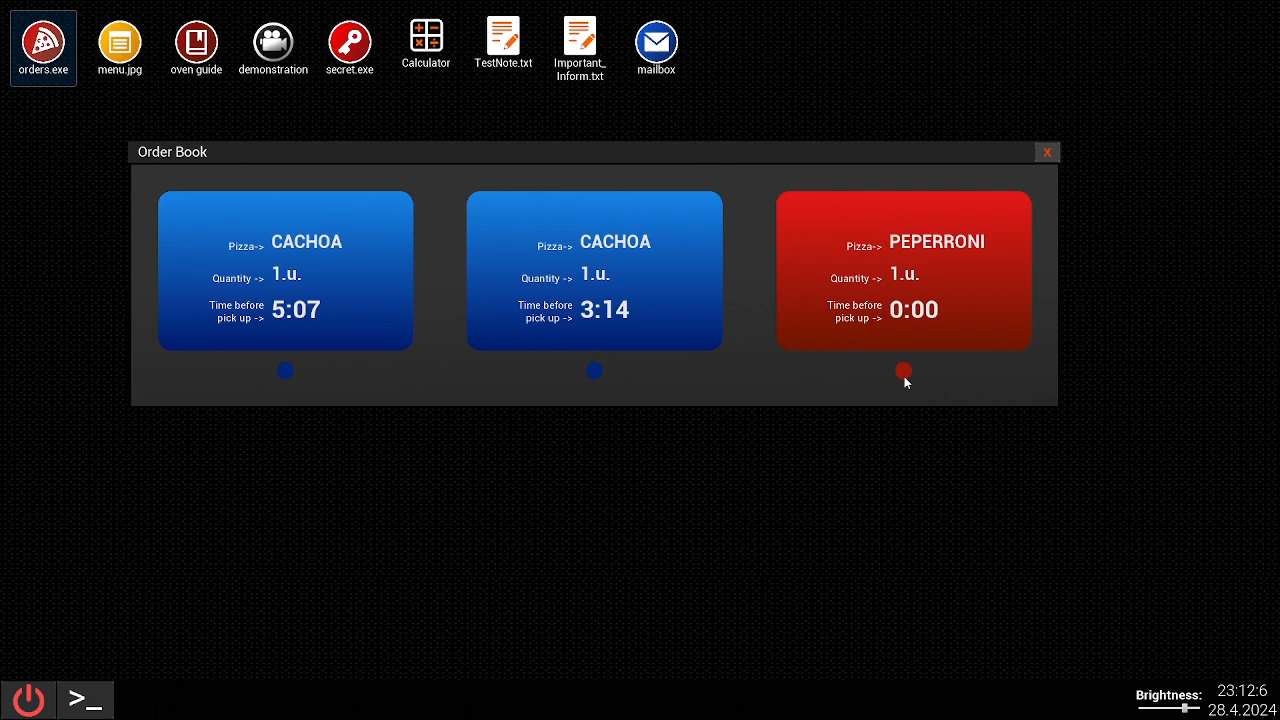 orders.exe
menu.jpg
oven guide
demonstration
secret.exe
Calculator
TestNote.txt
Important_
Inform.txt
mailbox
Order Book
X
Pizza-> CACHOA
Quantity -> 1.u.
Time before
pick up -> 5:07
Pizza-> CACHOA
Quantity -> 1.u.
Time before
pick up -> 3:14
Pizza-> PEPERRONI
Quantity -> 1.u.
Time before
pick up -> 0:00
>_
Brightness:
23:12:6
28.4.2024